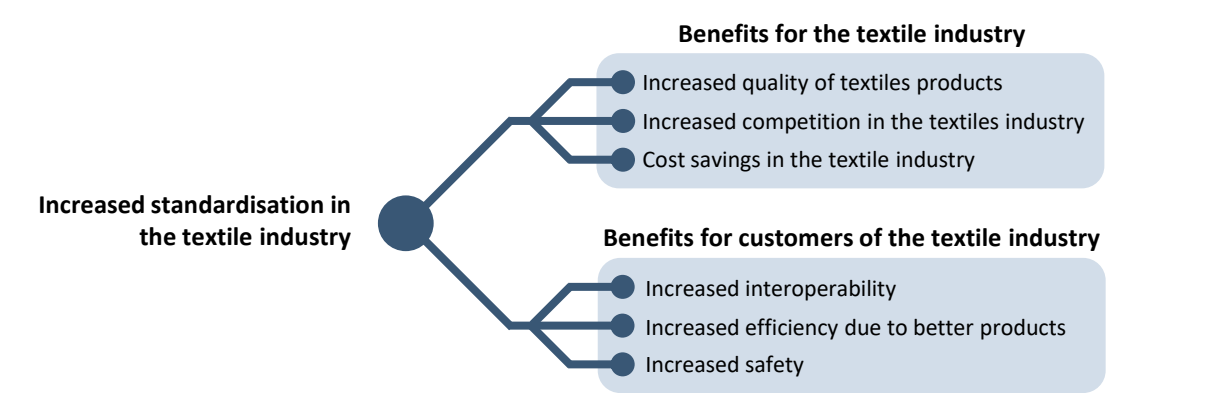 Benefits for the textile industry
Increased quality of textiles products
Increased competition in the textiles industry
Cost savings in the textile industry
Increased standardisation in
the textile industry
Benefits for customers of the textile industry
Increased interoperability
Increased efficiency due to better products
Increased safety